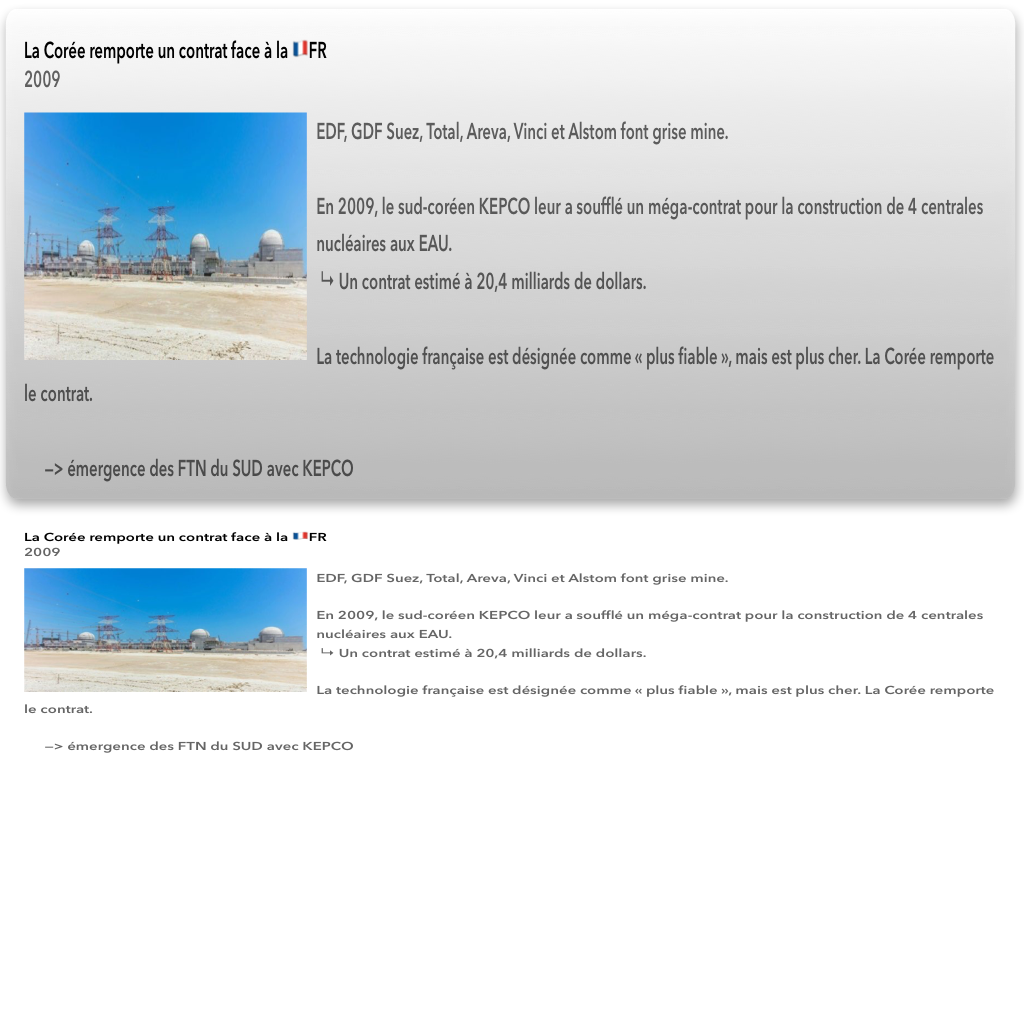 La Corée remporte un contrat face à la 🇫🇷FR
2009
EDF, GDF Suez, Total, Areva, Vinci et Alstom font grise mine.
En 2009, le sud-coréen KEPCO leur a soufflé un méga-contrat pour la construction de 4 centrales
nucléaires aux EAU.
↪ Un contrat estimé à 20,4 milliards de dollars.
La technologie française est désignée comme « plus fiable », mais est plus cher. La Corée remporte
le contrat.
—> émergence des FTN du SUD avec KEPCO
La Corée remporte un contrat face à la 🇫🇷FR
2009
EDF, GDF Suez, Total, Areva, Vinci et Alstom font grise mine.
En 2009, le sud-coréen KEPCO leur a soufflé un méga-contrat pour la construction de 4 centrales
nucléaires aux EAU.
↪ Un contrat estimé à 20,4 milliards de dollars.
La technologie française est désignée comme « plus fiable », mais est plus cher. La Corée remporte
le contrat.
—> émergence des FTN du SUD avec KEPCO